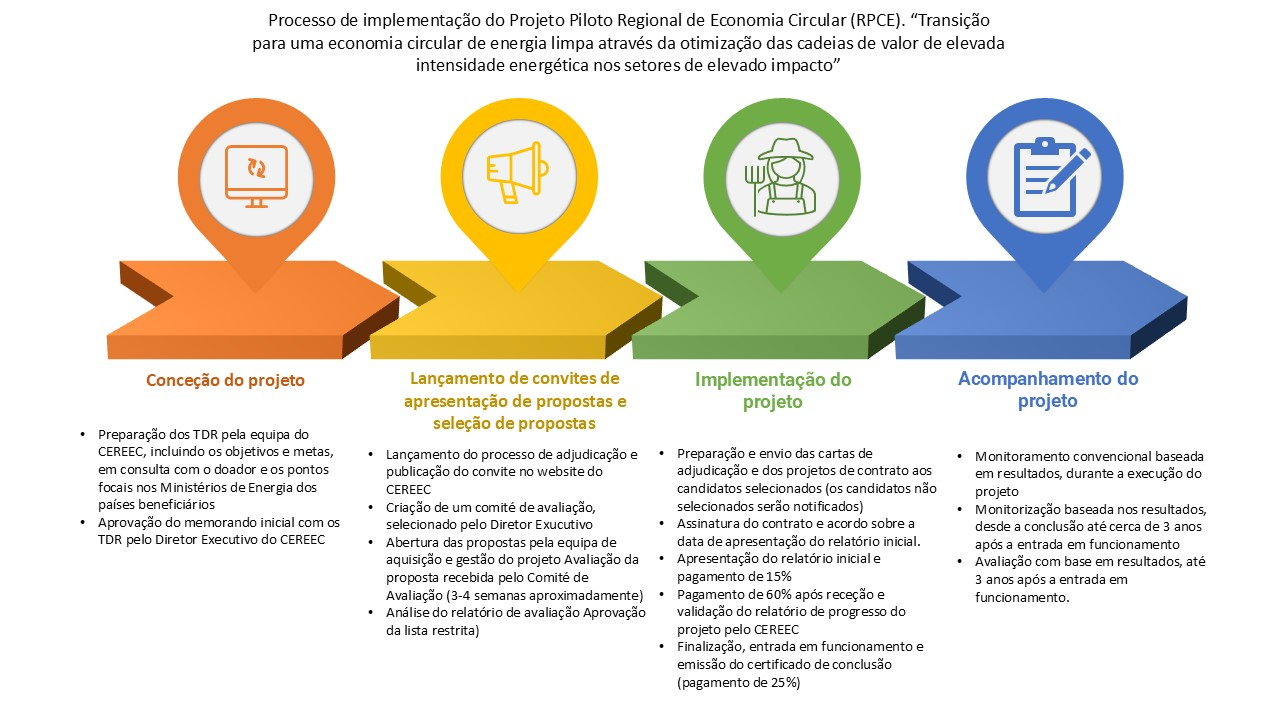 Processo de implementação do Projeto Piloto Regional de Economia Circular (RPCE). “Transição
para uma economia circular de energia limpa através da otimização das cadeias de valor de elevada
intensidade energética nos setores de elevado impacto”
Conceção do projeto
• Preparação dos TDR pela equipa do
CEREEC, incluindo os objetivos e metas,
em consulta com o doador e os pontos
focais nos Ministérios de Energia dos
países beneficiários
• Aprovação do memorando inicial com os
TDR pelo Diretor Executivo do CEREEC
Lançamento de convites de
apresentação de propostas e
seleção de propostas
• Lançamento do processo de adjudicação e
publicação do convite no website do
CEREEC
• Criação de um comité de avaliação,
selecionado pelo Diretor Exucutivo
• Abertura das propostas pela equipa de
aquisição e gestão do projeto Avaliação da
proposta recebida pelo Comité de
Avaliação (3-4 semanas aproximadamente)
• Análise do relatório de avaliação Aprovação
da lista restrita)
Implementação do
projeto
• Preparação e envio das cartas de
adjudicação e dos projetos de contrato aos
candidatos selecionados (os candidatos não
selecionados serão notificados)
• Assinatura do contrato e acordo sobre a
data de apresentação do relatório inicial.
• Apresentação do relatório inicial e
pagamento de 15%
• Pagamento de 60% após receção e
validação do relatório de progresso do
projeto pelo CEREEC
• Finalização, entrada em funcionamento e
emissão do certificado de conclusão
(pagamento de 25%)
Acompanhamento do
projeto
• Monitoramento convencional baseada
em resultados, durante a execução do
projeto
• Monitorização baseada nos resultados,
desde a conclusão até cerca de 3 anos
após a entrada em funcionamento
• Avaliação com base em resultados, até
3 anos após a entrada em
funcionamento.